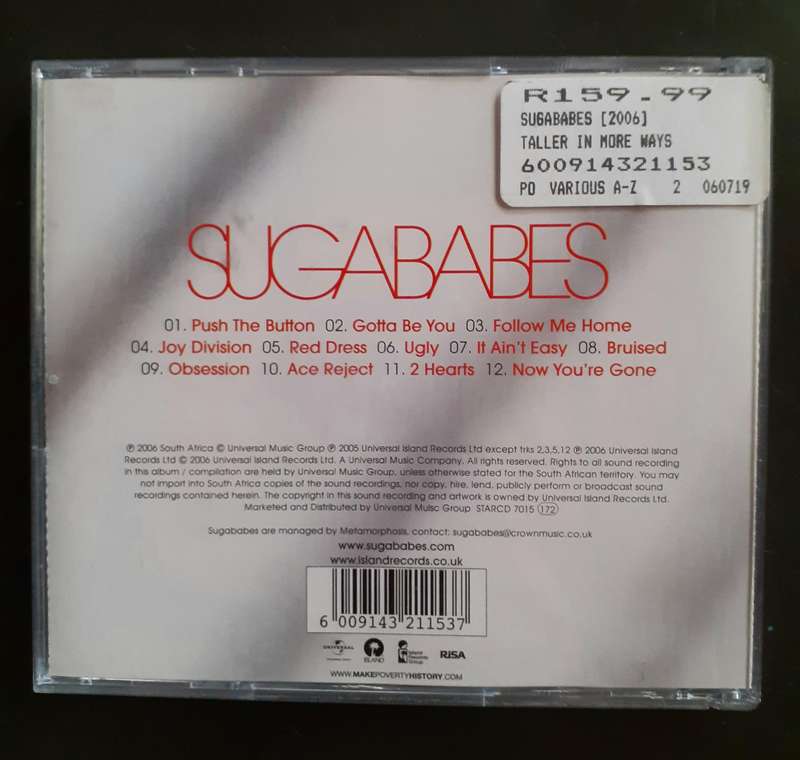 R159.99
SUGABABES [2006]
TALLER IN MORE WAYS
600914321153
PO VARIOUS A-Z 2 060719
SUGABABES
01. Push The Button 02. Gotta Be You 03. Follow Me Home
04. Joy Division 05. Red Dress 06. Ugly 07. It Ain't Easy 08. Bruised
09. Obsession 10. Ace Reject 11. 2 Hearts 12. Now You're Gone
℗ 2006 South Africa © Universal Music Group ℗ 2005 Universal Island Records Ltd except trks 2,3,5,12 ℗ 2006 Universal Island
Records Ltd © 2006 Universal Island Records Ltd. A Universal Music Company. All rights reserved. Rights to all sound recording
in this album / compilation are held by Universal Music Group, unless otherwise stated for the South African territory. You may
not import into South Africa copies of the sound recordings, nor copy, hire, lend, publicly perform or broadcast sound
recordings contained herein. The copyright in this sound recording and artwork is owned by Universal Island Records Ltd.
Marketed and Distributed by Universal Muisc Group STARCD 7015 172
Sugababes are managed by Metamorphosis, contact: sugababes@crownmusic.co.uk
www.sugababes.com
www.islandrecords.co.uk
6 009143 211537
UNIVERSAL
ISLAND
Island
Records
Group
RiSA
WWW.MAKEPOVERTYHISTORY.COM